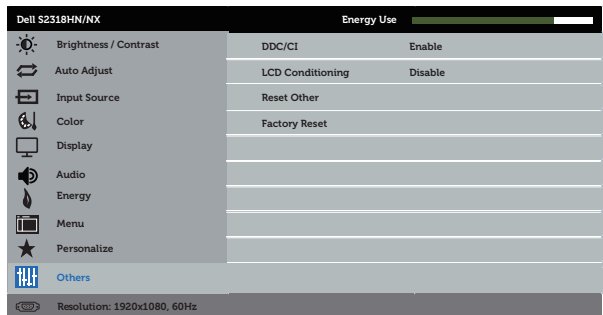 Dell S2318HN/NX Energy Use
Brightness / Contrast DDC/CI Enable
Auto Adjust LCD Conditioning Disable
Input Source Reset Other
Color Factory Reset
Display
Audio
Energy
Menu
Personalize
Others
Resolution: 1920x1080, 60Hz